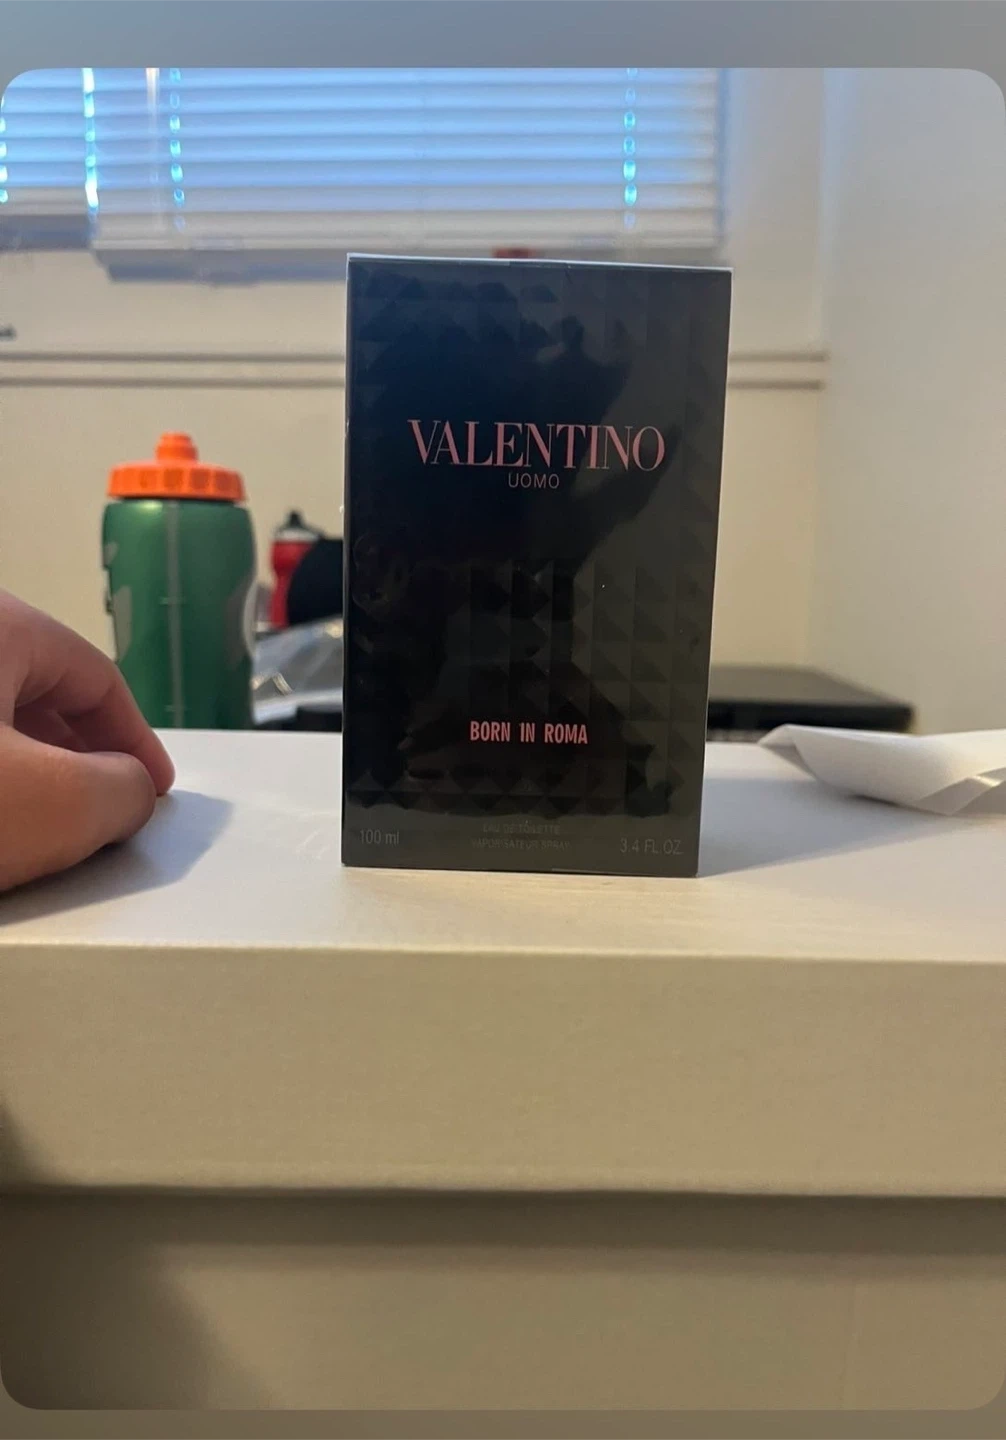 VALENTINO
UOMO
BORN IN ROMA
EAU DE TOILETTE
100 ml
VAPORISATEUR SPRAY
3.4 FL.OZ.